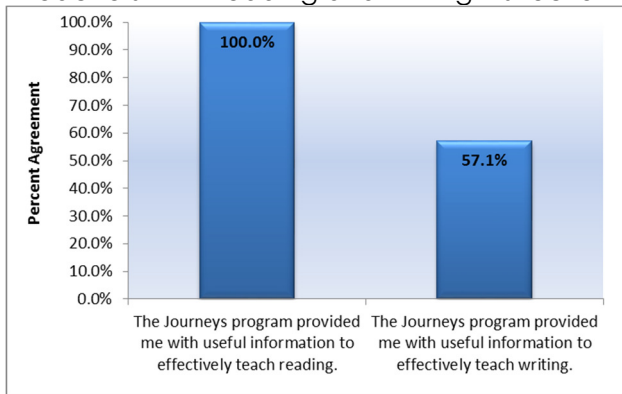 100.0%
90.0%
80.0%
70.0%
60.0%
50.0%
40.0%
30.0%
20.0%
10.0%
0.0%
Percent Agreement
100.0%
57.1%
The Journeys program provided
me with useful information to
effectively teach reading.
The Journeys program provided
me with useful information to
effectively teach writing.